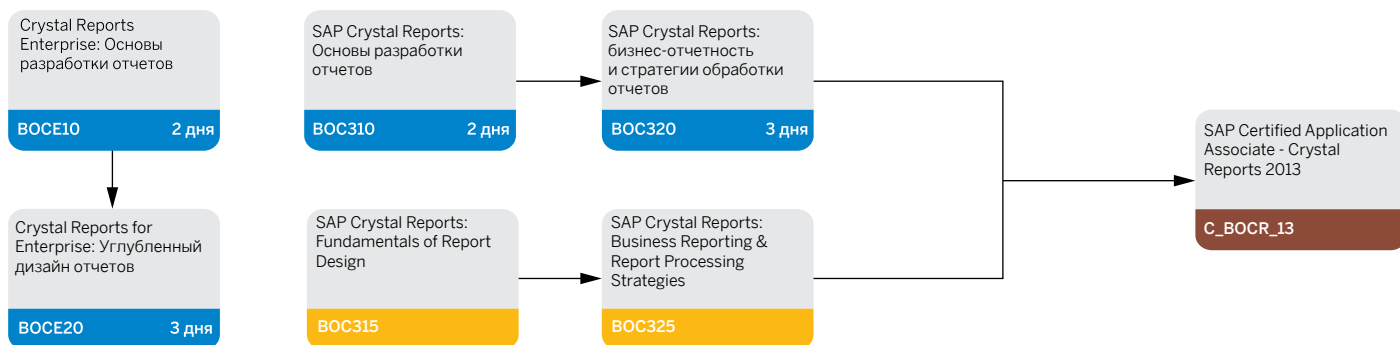 Crystal Reports
Enterprise: Основы
разработки отчетов
BOCE10 2 дня
SAP Crystal Reports:
Основы разработки
отчетов
BOC310 2 дня
SAP Crystal Reports:
бизнес-отчетность
и стратегии обработки
отчетов
BOC320 3 дня
SAP Certified Application
Associate - Crystal
Reports 2013
C_BOCR_13
Crystal Reports for
Enterprise: Углубленный
дизайн отчетов
BOCE20 3 дня
SAP Crystal Reports:
Fundamentals of Report
Design
BOC315
SAP Crystal Reports:
Business Reporting &
Report Processing
Strategies
BOC325